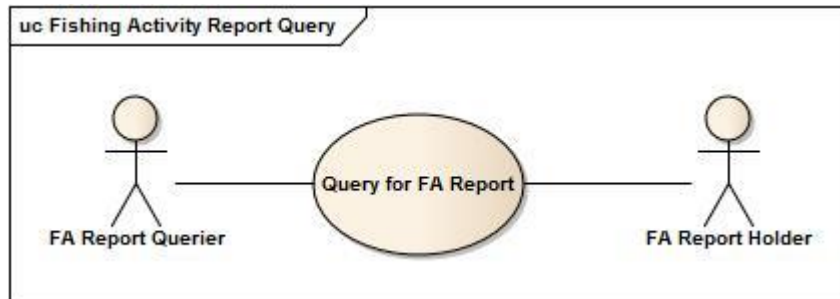 uc Fishing Activity Report Query
Query for FA Report
FA Report Querier
FA Report Holder